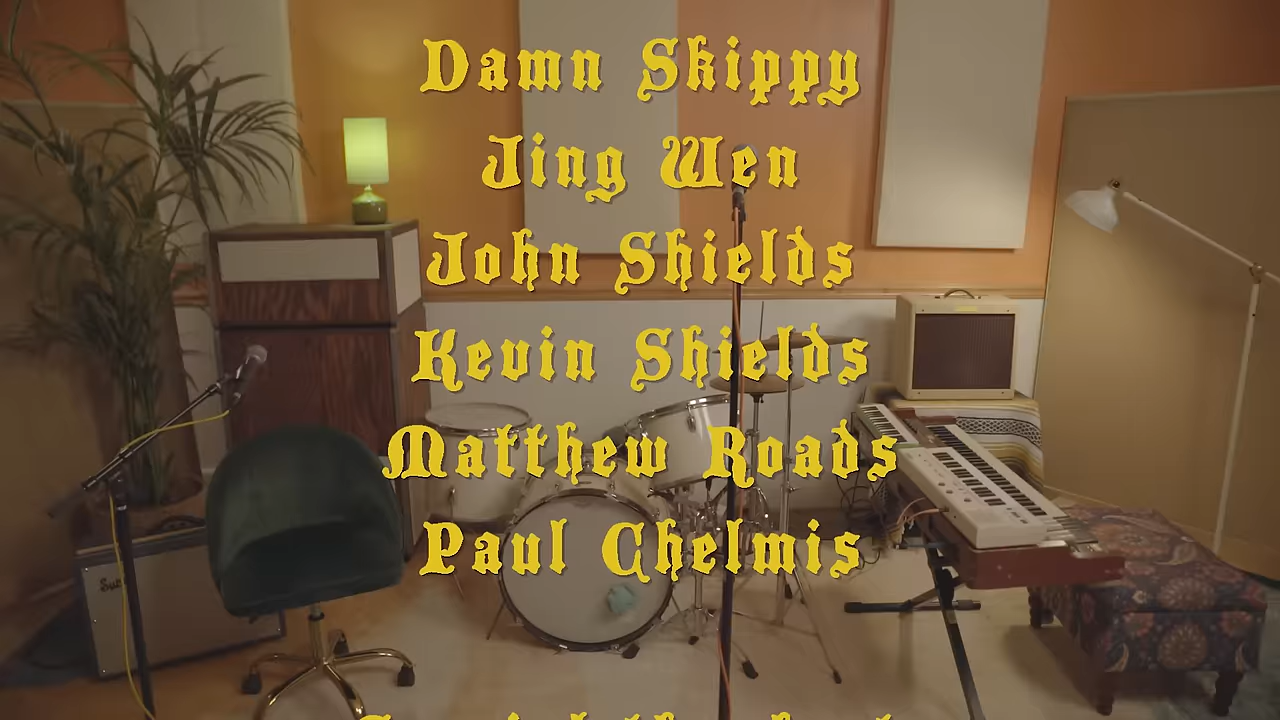 Damn Skippy
Jing Wen
John Shields
Kevin Shields
Matthew Roads
Paul Chelmis